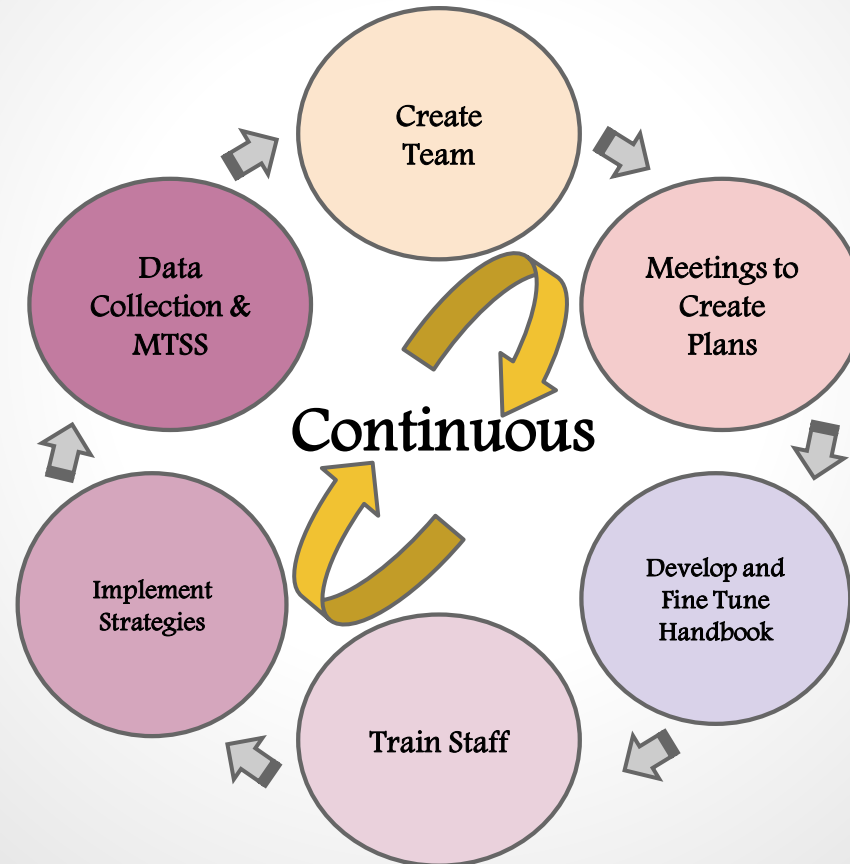 Create
Team
Meetings to
Create
Plans
Develop and
Fine Tune
Handbook
Train Staff
Implement
Strategies
Data
Collection &
MTSS
Continuous